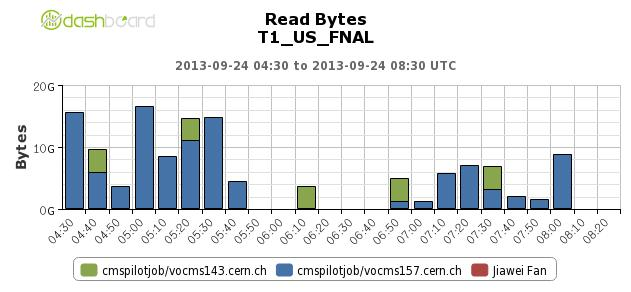 dashboard
Read Bytes
T1_US_FNAL
2013-09-24 04:30 to 2013-09-24 08:30 UTC
20G
10G
0G
Bytes
04:30 04:40 04:50 05:00 05:10 05:20 05:30 05:40 05:50 06:00 06:10 06:20 06:30 06:40 06:50 07:00 07:10 07:20 07:30 07:40 07:50 08:00 08:10 08:20
cmspilotjob/vocms143.cern.ch cmspilotjob/vocms157.cern.ch Jiawei Fan